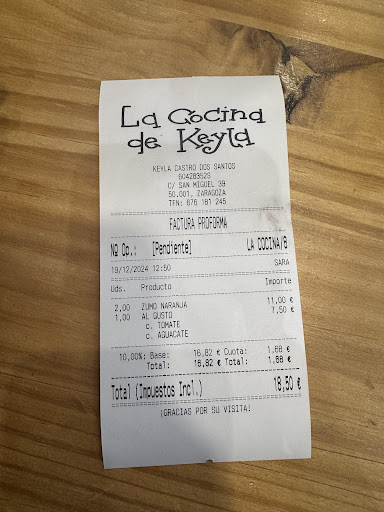 La Cocina
de Keyla
KEYLA CASTRO DOS SANTOS
60428352S
C/ SAN MIGUEL 39
50.001, ZARAGOZA
TFN: 676 181 245
FACTURA PROFORMA
Nº Op.: [Pendiente] LA COCINA/8
19/12/2024 12:50 SARA
Uds. Producto Importe
2,00 ZUMO NARANJA 11,00 €
1,00 AL GUSTO 7,50 €
c. TOMATE
c. AGUACATE
10,00%: Base: 16,82 € Cuota: 1,68 €
Total: 16,82 € Total: 1,68 €
Total (Impuestos Incl.) 18,50 €
¡GRACIAS POR SU VISITA!